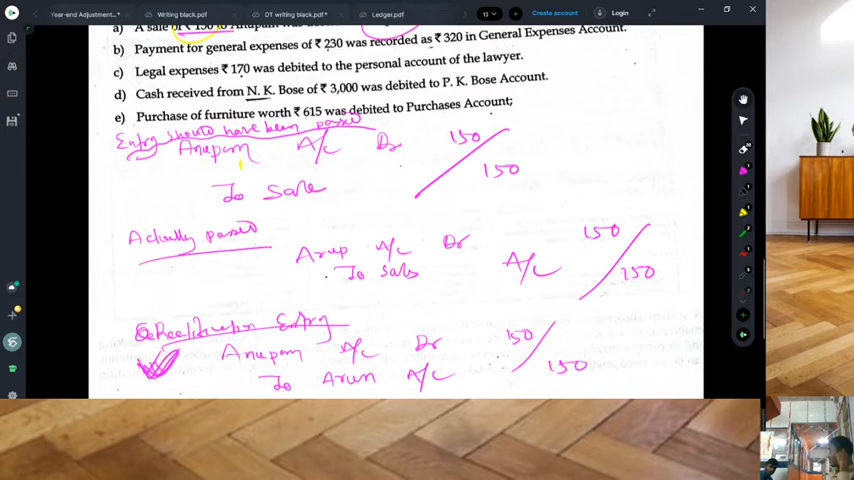 Year-end Adjustment...* Writing black.pdf DT writing black.pdf* Ledger.pdf 13 Create account Login
b) Payment for general expenses of ₹ 230 was recorded as ₹ 320 in General Expenses Account.
c) Legal expenses ₹ 170 was debited to the personal account of the lawyer.
d) Cash received from N. K. Bose of ₹ 3,000 was debited to P. K. Bose Account.
e) Purchase of furniture worth ₹ 615 was debited to Purchases Account;
Entry should have been passed
Anupam A/c Dr 150
To Sale 150
Actually passed
Arup A/c Dr 150
To Sales A/c 150
Rectification Entry
Anupam A/c Dr 150
To Arun A/c 150